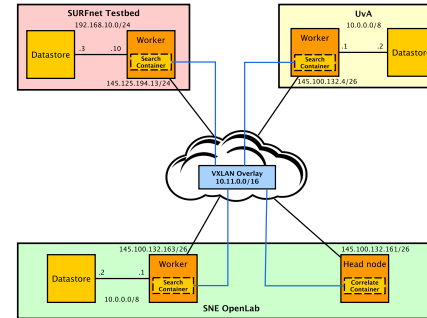 SURFnet Testbed
192.168.10.0/24
Datastore
.3
.10
Worker
Search
Container
145.125.194.13/24
UvA
10.0.0.0/8
Worker
Search
Container
.1
.2
Datast
145.100.132.4/26
VXLAN Overlay
10.11.0.0/16
145.100.132.163/26
Datastore
.2
.1
Worker
Search
Container
10.0.0.0/8
145.100.132.161/26
Head node
Correlate
Container
SNE OpenLab